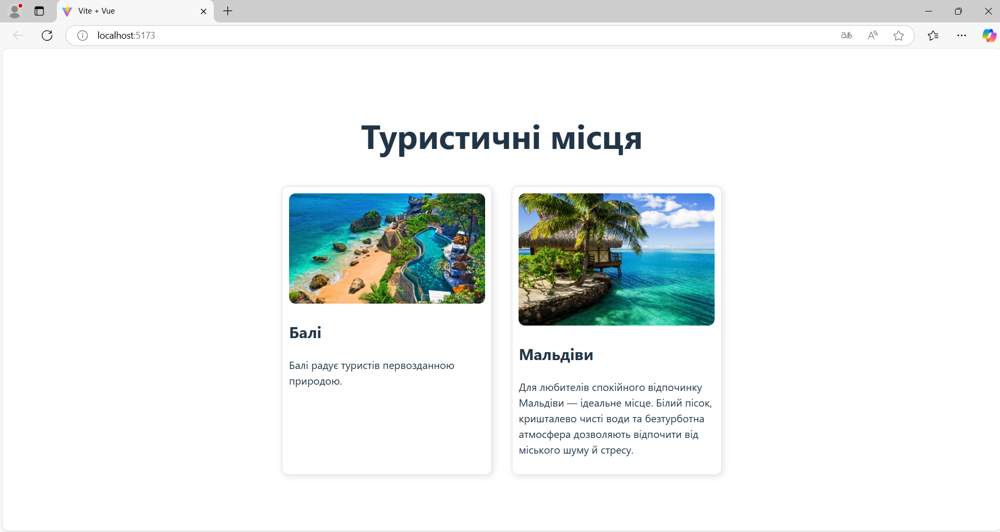 Vite + Vue
localhost:5173
Туристичні місця
Балі
Балі радує туристів первозданною
природою.
Мальдіви
Для любителів спокійного відпочинку
Мальдіви — ідеальне місце. Білий пісок,
кришталево чисті води та безтурботна
атмосфера дозволяють відпочити від
міського шуму й стресу.